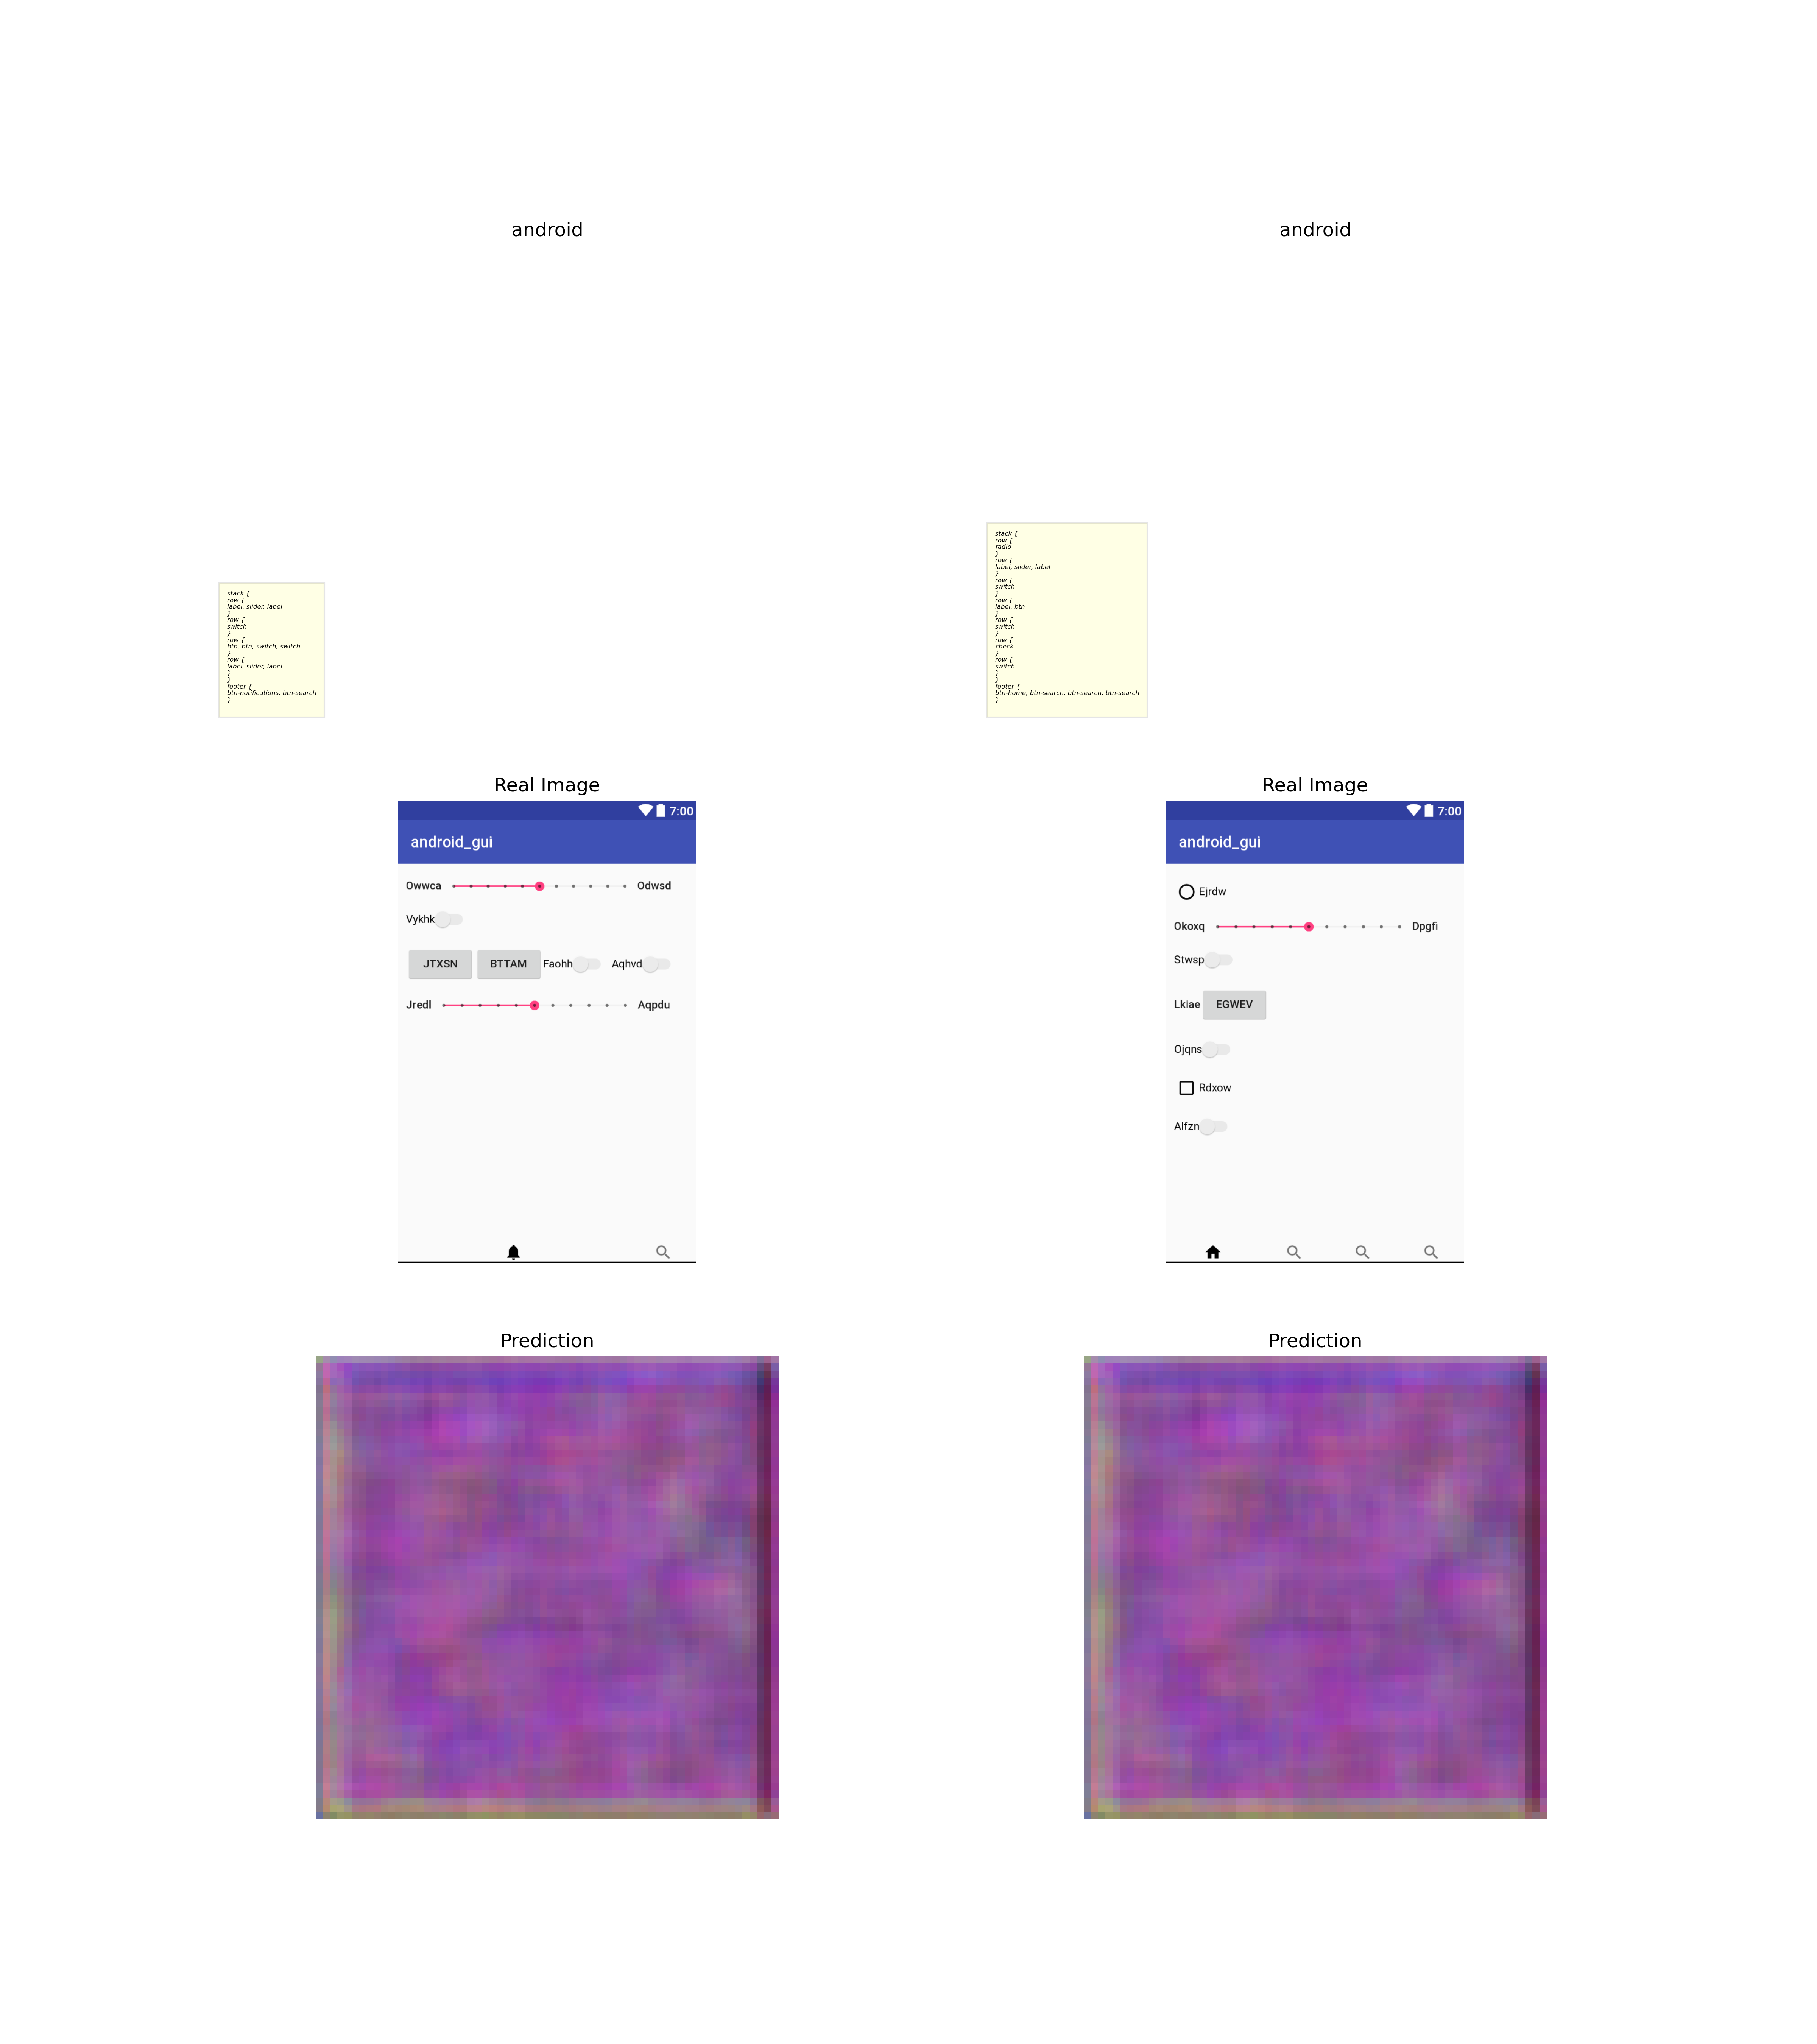 android
stack {
row {
label, slider, label
}
row {
switch
}
row {
btn, btn, switch, switch
}
row {
label, slider, label
}
}
footer {
btn-notifications, btn-search
}
Real Image
7:00
android_gui
Owwca Odwsd
Vykhk
JTXSN BTTAM Faohh Aqhvd
Jredl Aqpdu
Prediction
android
stack {
row {
radio
}
row {
label, slider, label
}
row {
switch
}
row {
label, btn
}
row {
switch
}
row {
check
}
row {
switch
}
}
footer {
btn-home, btn-search, btn-search, btn-search
}
Real Image
7:00
android_gui
Ejrdw
Okoxq Dpgfi
Stwsp
Lkiae EGWEV
Ojqns
Rdxow
Alfzn
Prediction